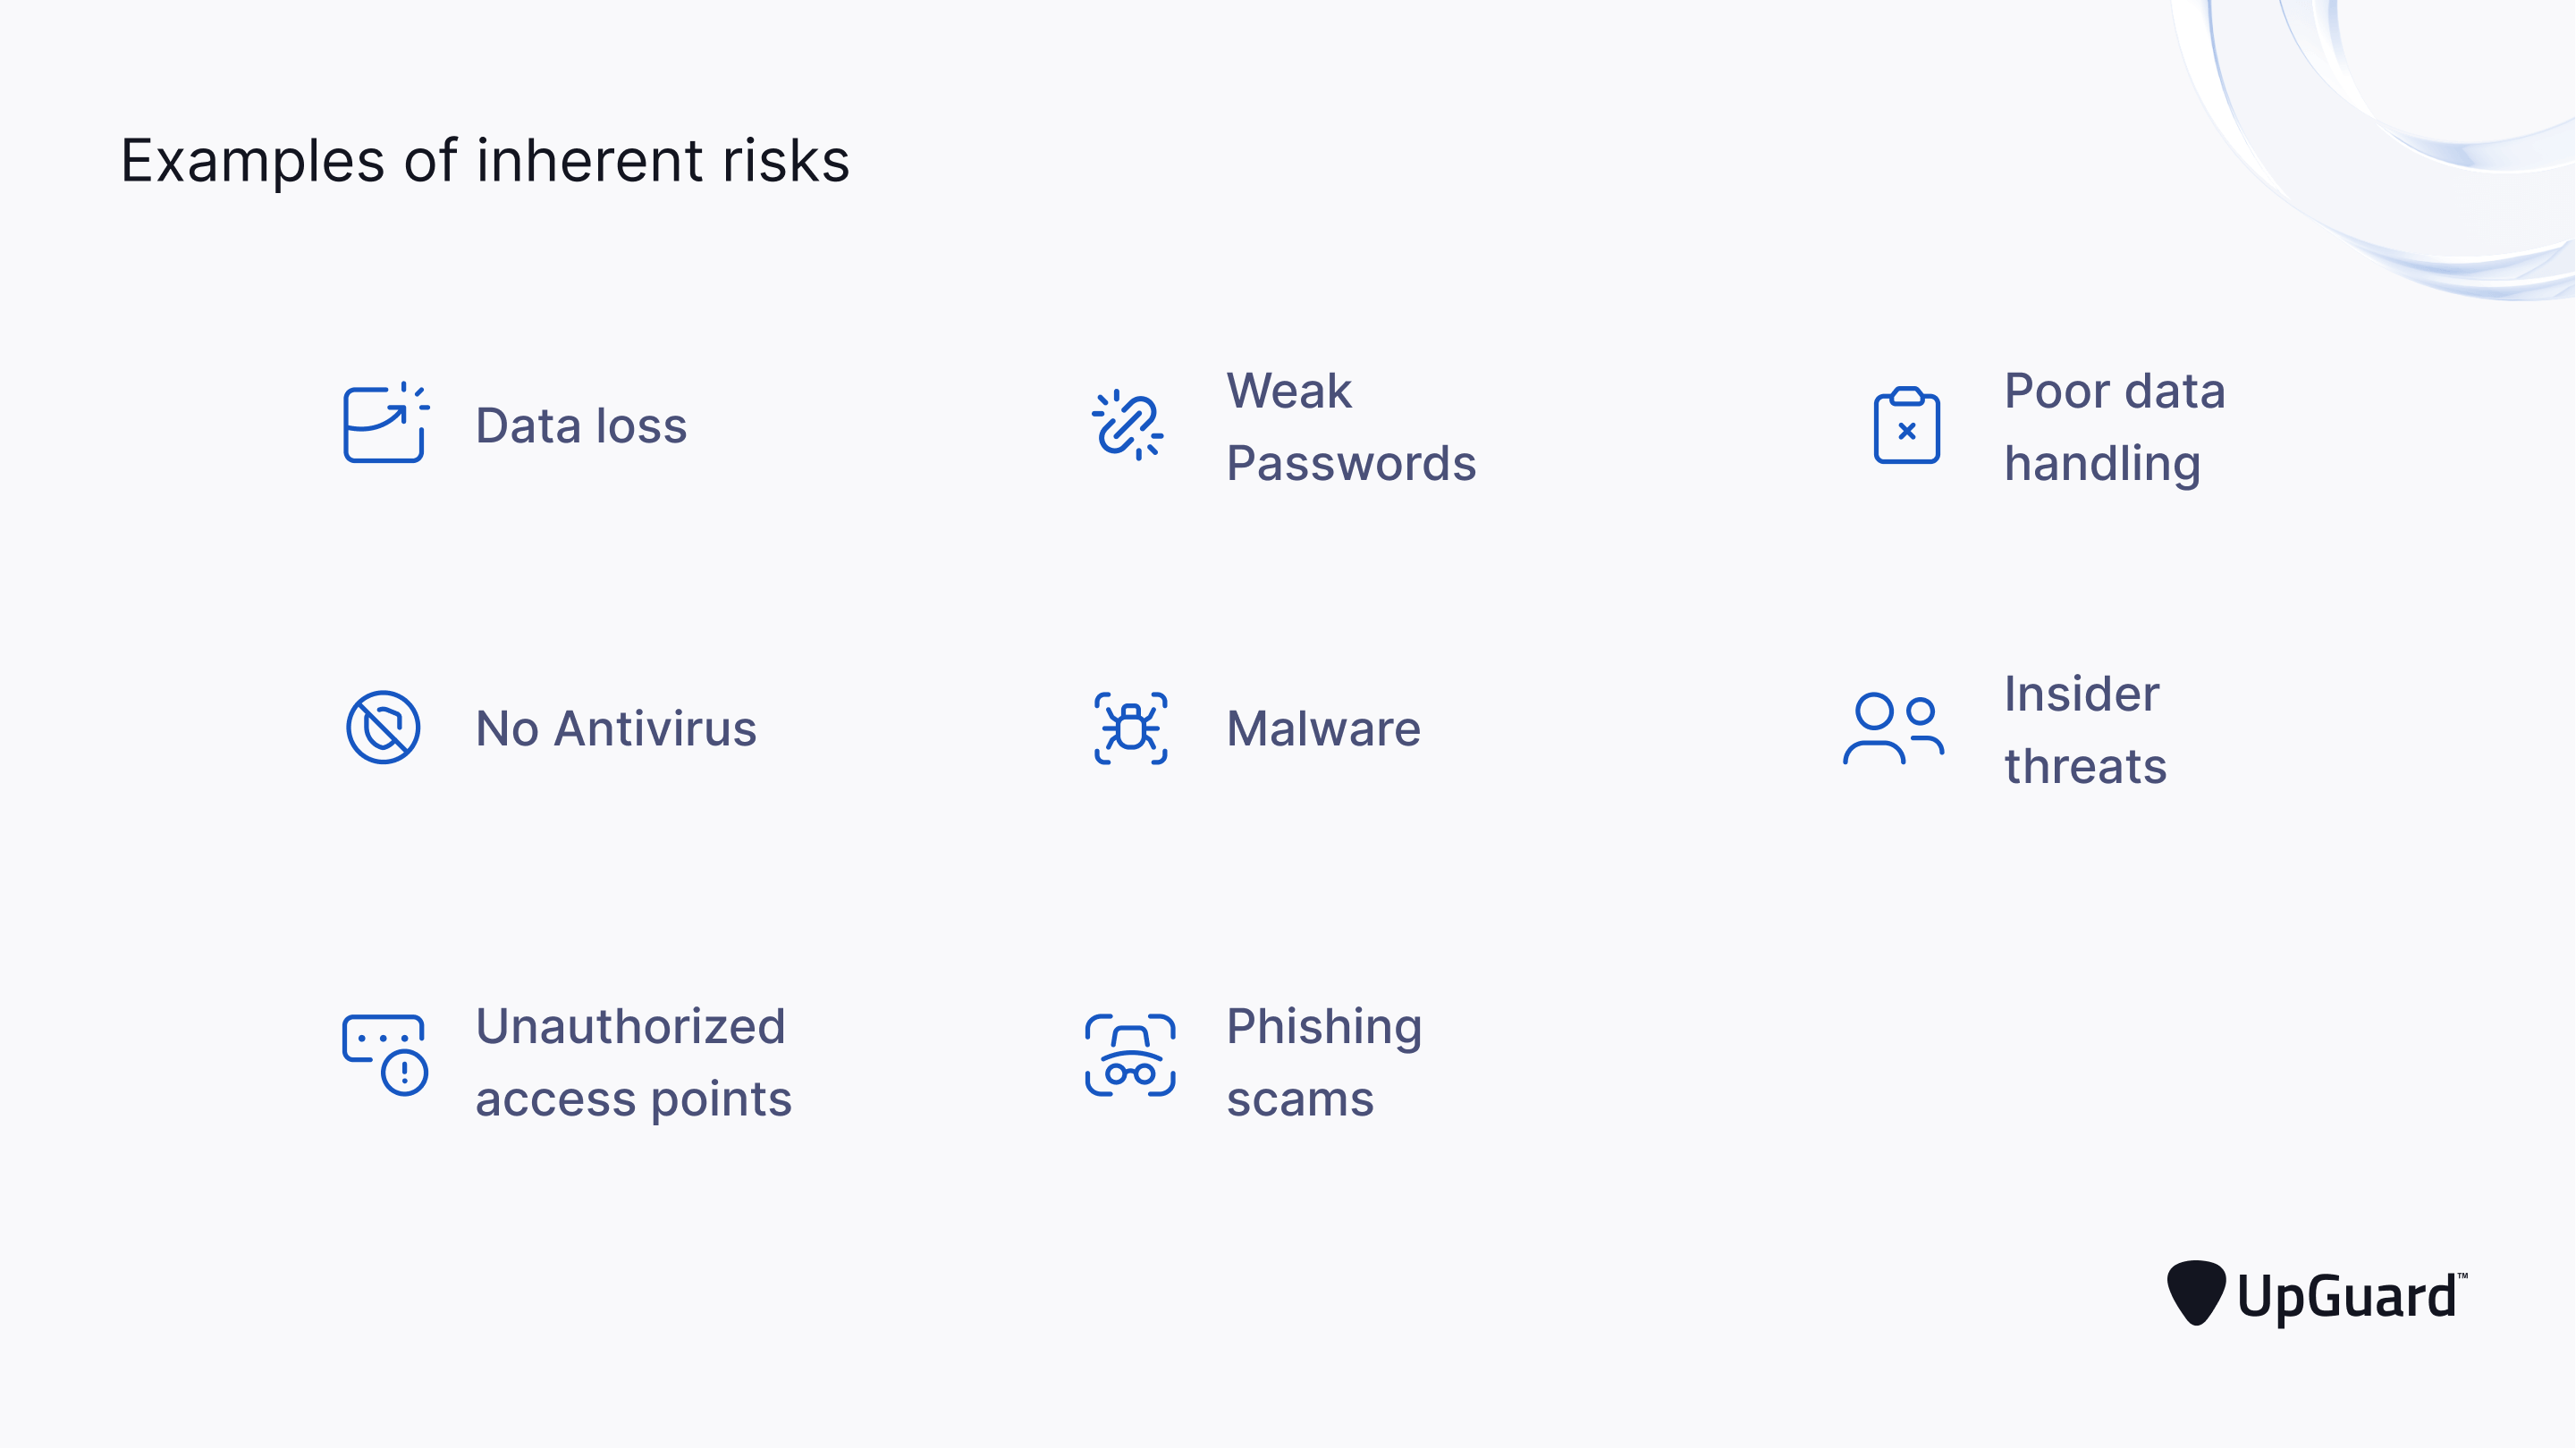 Examples of inherent risks
Data loss
Weak
Passwords
Poor data
handling
No Antivirus
Malware
Insider
threats
Unauthorized
access points
Phishing
scams
UpGuard™